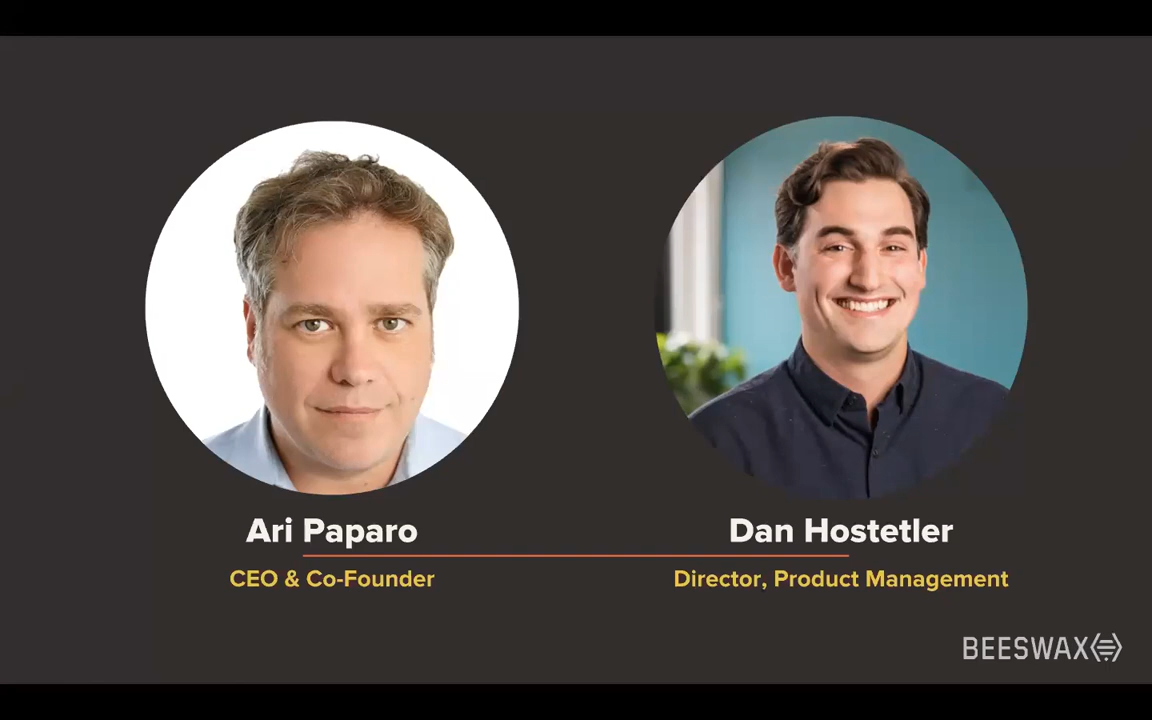 Ari Paparo
CEO & Co-Founder
Dan Hostetler
Director, Product Management
BEESWAX